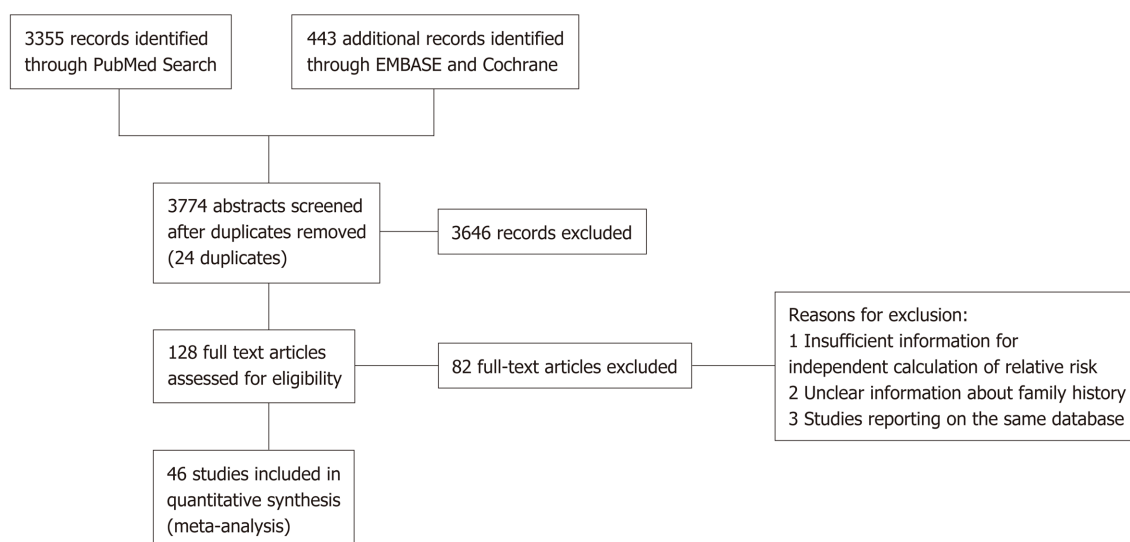 3355 records identified
through PubMed Search
443 additional records identified
through EMBASE and Cochrane
3774 abstracts screened
after duplicates removed
(24 duplicates)
3646 records excluded
128 full text articles
assessed for eligibility
82 full-text articles excluded
Reasons for exclusion:
1 Insufficient information for
independent calculation of relative risk
2 Unclear information about family history
3 Studies reporting on the same database
46 studies included in
quantitative synthesis
(meta-analysis)